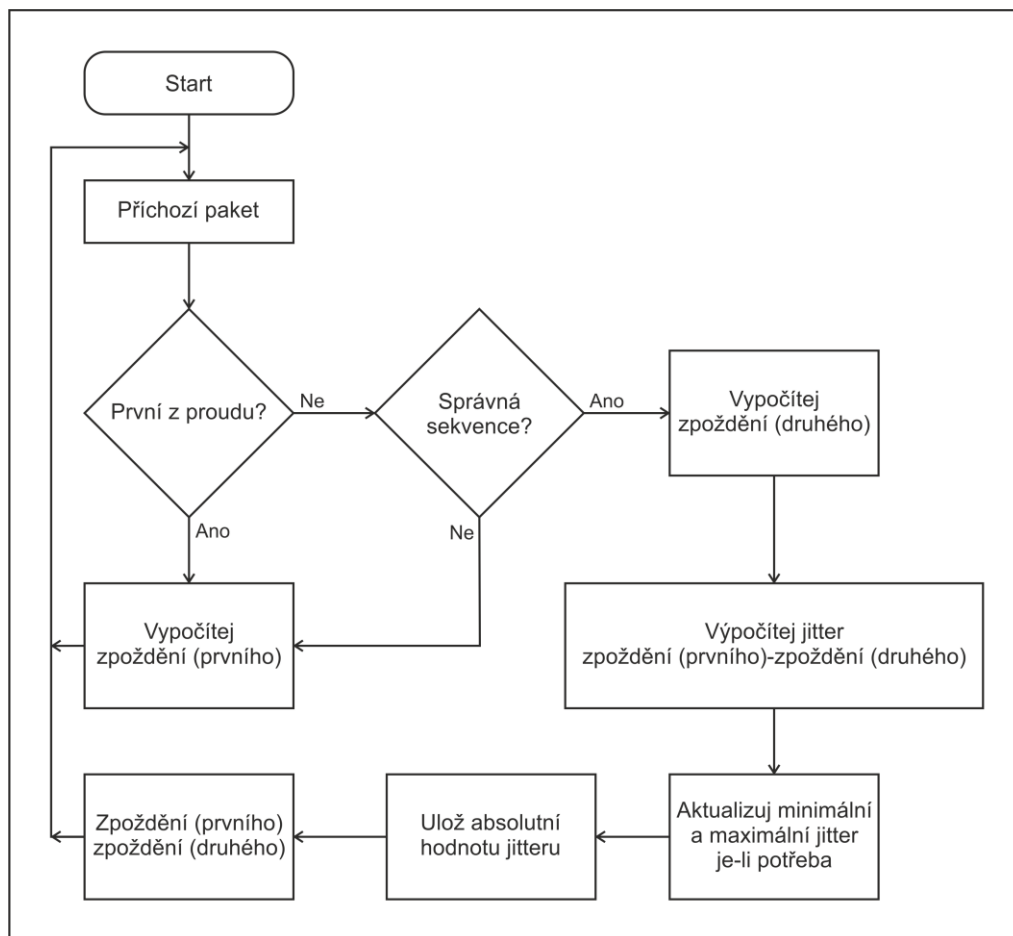 Start
Příchozí paket
První z proudu?
Ne
Správná
sekvence?
Ano
Vypočítej
zpoždění (druhého)
Ano
Ne
Vypočítej
zpoždění (prvního)
Výpočítej jitter
zpoždění (prvního)-zpoždění (druhého)
Zpoždění (prvního)
zpoždění (druhého)
Ulož absolutní
hodnotu jitteru
Aktualizuj minimální
a maximální jitter
je-li potřeba